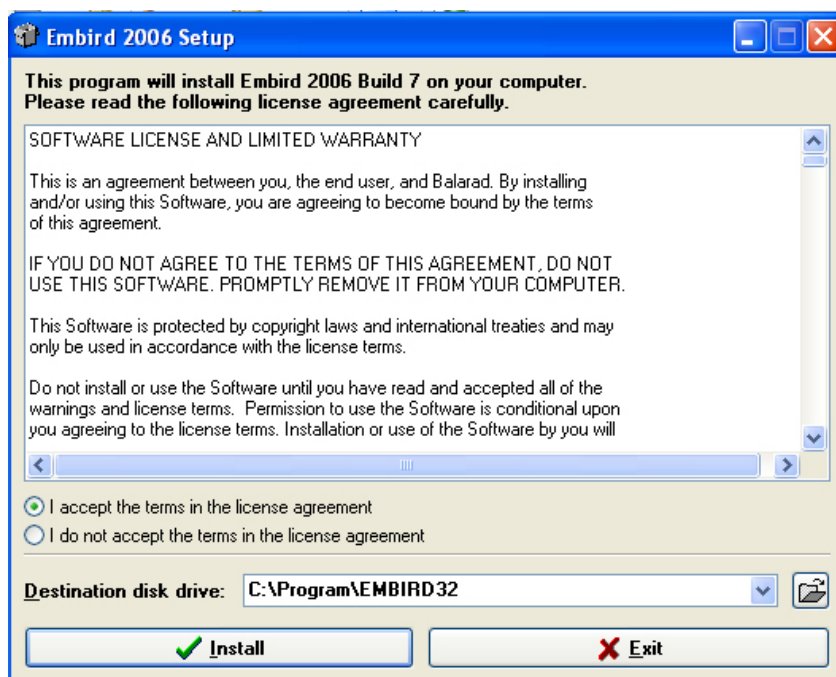 Embird 2006 Setup
This program will install Embird 2006 Build 7 on your computer.
Please read the following license agreement carefully.
SOFTWARE LICENSE AND LIMITED WARRANTY
This is an agreement between you, the end user, and Balarad. By installing
and/or using this Software, you are agreeing to become bound by the terms
of this agreement.
IF YOU DO NOT AGREE TO THE TERMS OF THIS AGREEMENT, DO NOT
USE THIS SOFTWARE. PROMPTLY REMOVE IT FROM YOUR COMPUTER.
This Software is protected by copyright laws and international treaties and may
only be used in accordance with the license terms.
Do not install or use the Software until you have read and accepted all of the
warnings and license terms.  Permission to use the Software is conditional upon
you agreeing to the license terms. Installation or use of the Software by you will
I accept the terms in the license agreement
I do not accept the terms in the license agreement
Destination disk drive: C:\Program\EMBIRD32
Install Exit